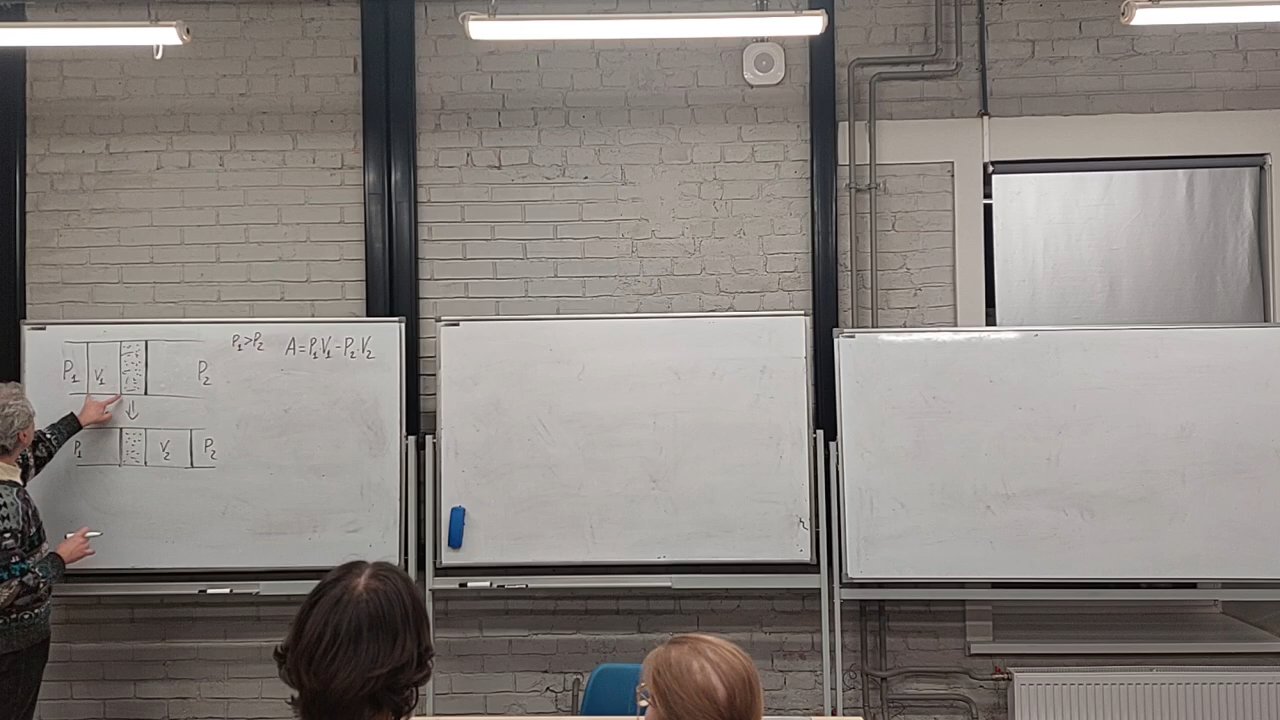 P₁ V₁ P₂
P₁>P₂
A=P₁V₁-P₂V₂
P₁ V₂ P₂